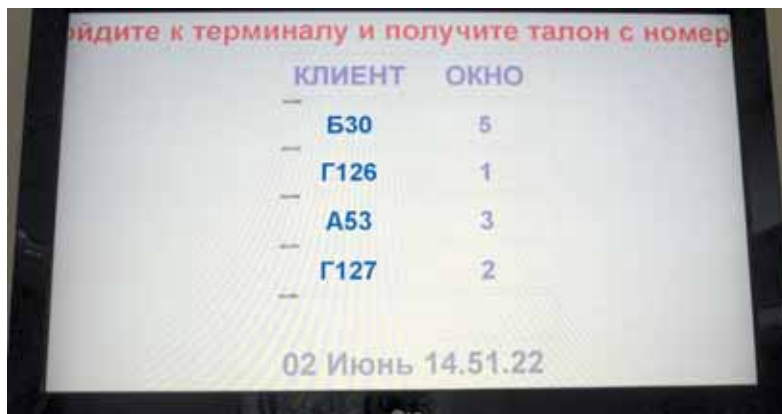 ойдите к терминалу и получите талон с номер
КЛИЕНТ ОКНО
Б30 5
Г126 1
А53 3
Г127 2
02 Июнь 14.51.22